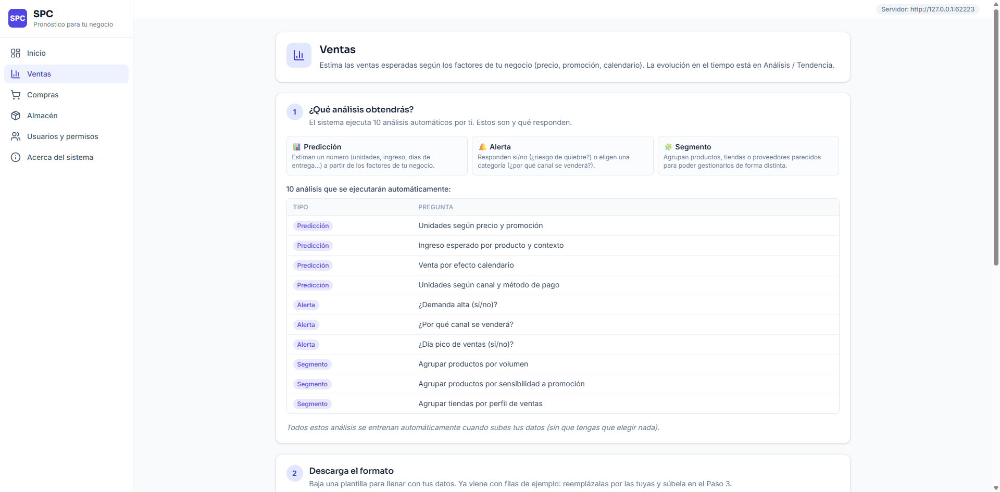 SPC
SPC
Pronóstico para tu negocio
Servidor: http://127.0.0.1:62223
Inicio
Ventas
Compras
Almacén
Usuarios y permisos
Acerca del sistema
Ventas
Estima las ventas esperadas según los factores de tu negocio (precio, promoción, calendario). La evolución en el tiempo está en Análisis / Tendencia.
1
¿Qué análisis obtendrás?
El sistema ejecuta 10 análisis automáticos por ti. Estos son y qué responden.
Predicción
Estiman un número (unidades, ingreso, días de
entrega...) a partir de los factores de tu negocio.
Alerta
Responden sí/no (¿riesgo de quiebre?) o eligen una
categoría (¿por qué canal se venderá?).
Segmento
Agrupan productos, tiendas o proveedores parecidos
para poder gestionarlos de forma distinta.
10 análisis que se ejecutarán automáticamente:
TIPO PREGUNTA
Predicción Unidades según precio y promoción
Predicción Ingreso esperado por producto y contexto
Predicción Venta por efecto calendario
Predicción Unidades según canal y método de pago
Alerta ¿Demanda alta (sí/no)?
Alerta ¿Por qué canal se venderá?
Alerta ¿Día pico de ventas (sí/no)?
Segmento Agrupar productos por volumen
Segmento Agrupar productos por sensibilidad a promoción
Segmento Agrupar tiendas por perfil de ventas
Todos estos análisis se entrenan automáticamente cuando subes tus datos (sin que tengas que elegir nada).
2
Descarga el formato
Baja una plantilla para llenar con tus datos. Ya viene con filas de ejemplo: reemplázalas por las tuyas y súbela en el Paso 3.